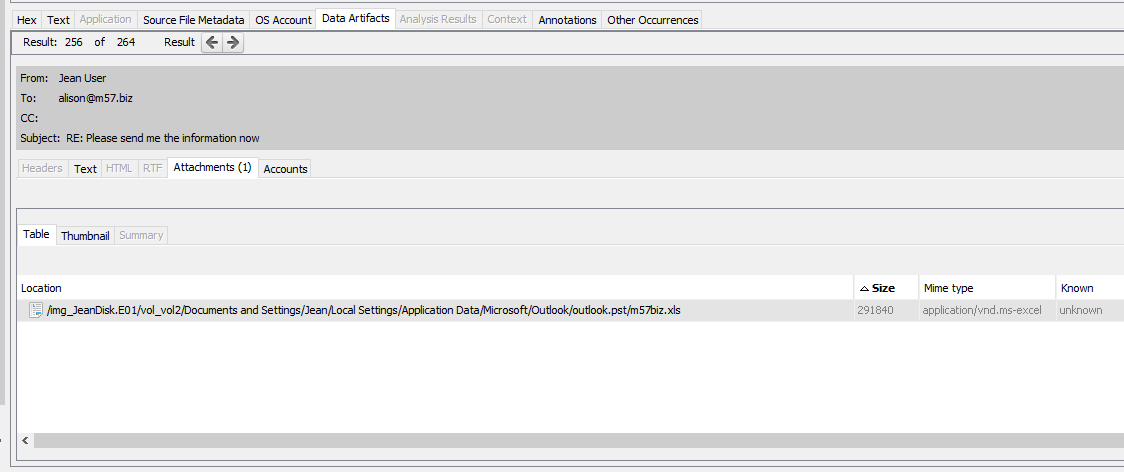 Hex Text Application Source File Metadata OS Account Data Artifacts Analysis Results Context Annotations Other Occurrences
Result: 256 of 264 Result
From: Jean User
To: alison@m57.biz
CC:
Subject: RE: Please send me the information now
Headers Text HTML RTF Attachments (1) Accounts
Table Thumbnail Summary
Location Size Mime type Known
/img_JeanDisk.E01/vol_vol2/Documents and Settings/Jean/Local Settings/Application Data/Microsoft/Outlook/outlook.pst/m57biz.xls 291840 application/vnd.ms-excel unknown